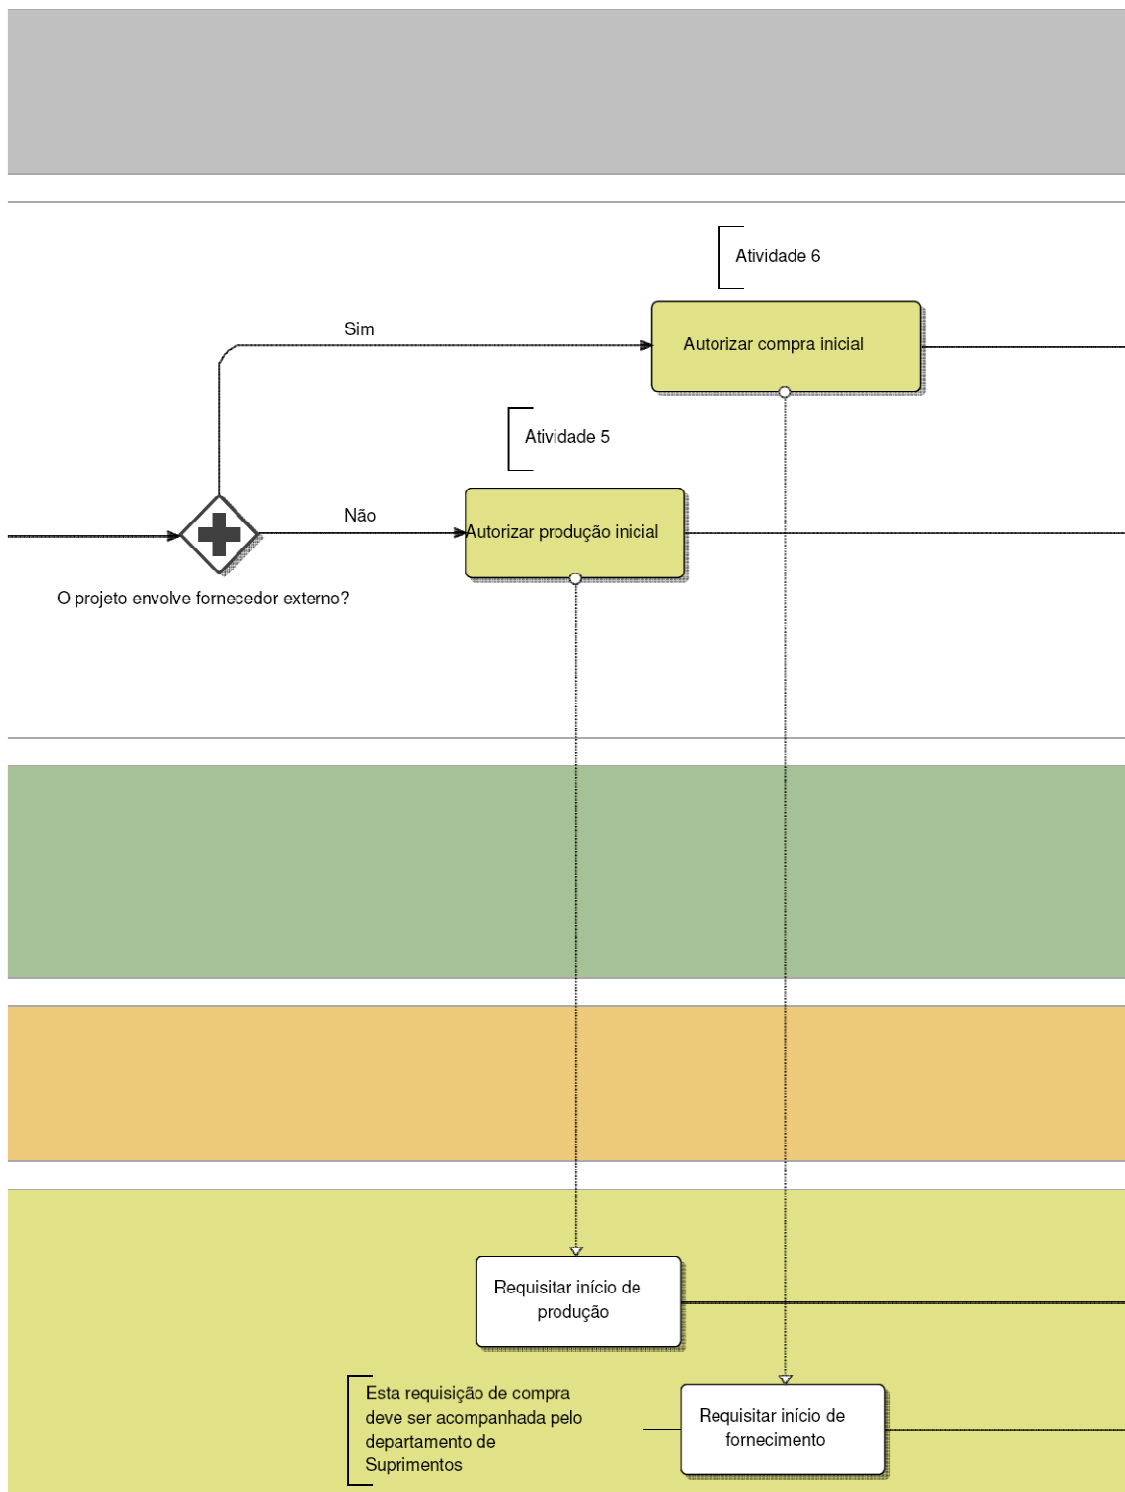 Atividade 6
Sim
Autorizar compra inicial
Atividade 5
Não
Autorizar produção inicial
O projeto envolve fornecedor externo?
Requisitar início de
produção
Esta requisição de compra
deve ser acompanhada pelo
departamento de
Suprimentos
Requisitar início de
fornecimento